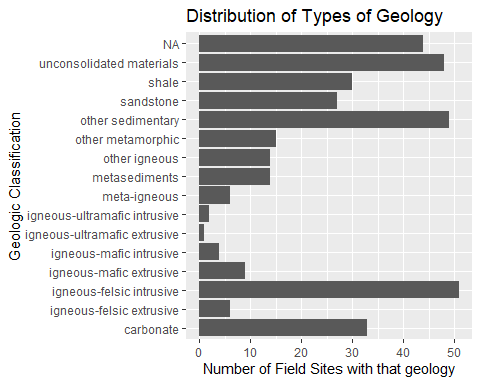 Distribution of Types of Geology
Geologic Classification
NA
unconsolidated materials
shale
sandstone
other sedimentary
other metamorphic
other igneous
metasediments
meta-igneous
igneous-ultramafic intrusive
igneous-ultramafic extrusive
igneous-mafic intrusive
igneous-mafic extrusive
igneous-felsic intrusive
igneous-felsic extrusive
carbonate
0 10 20 30 40 50
Number of Field Sites with that geology